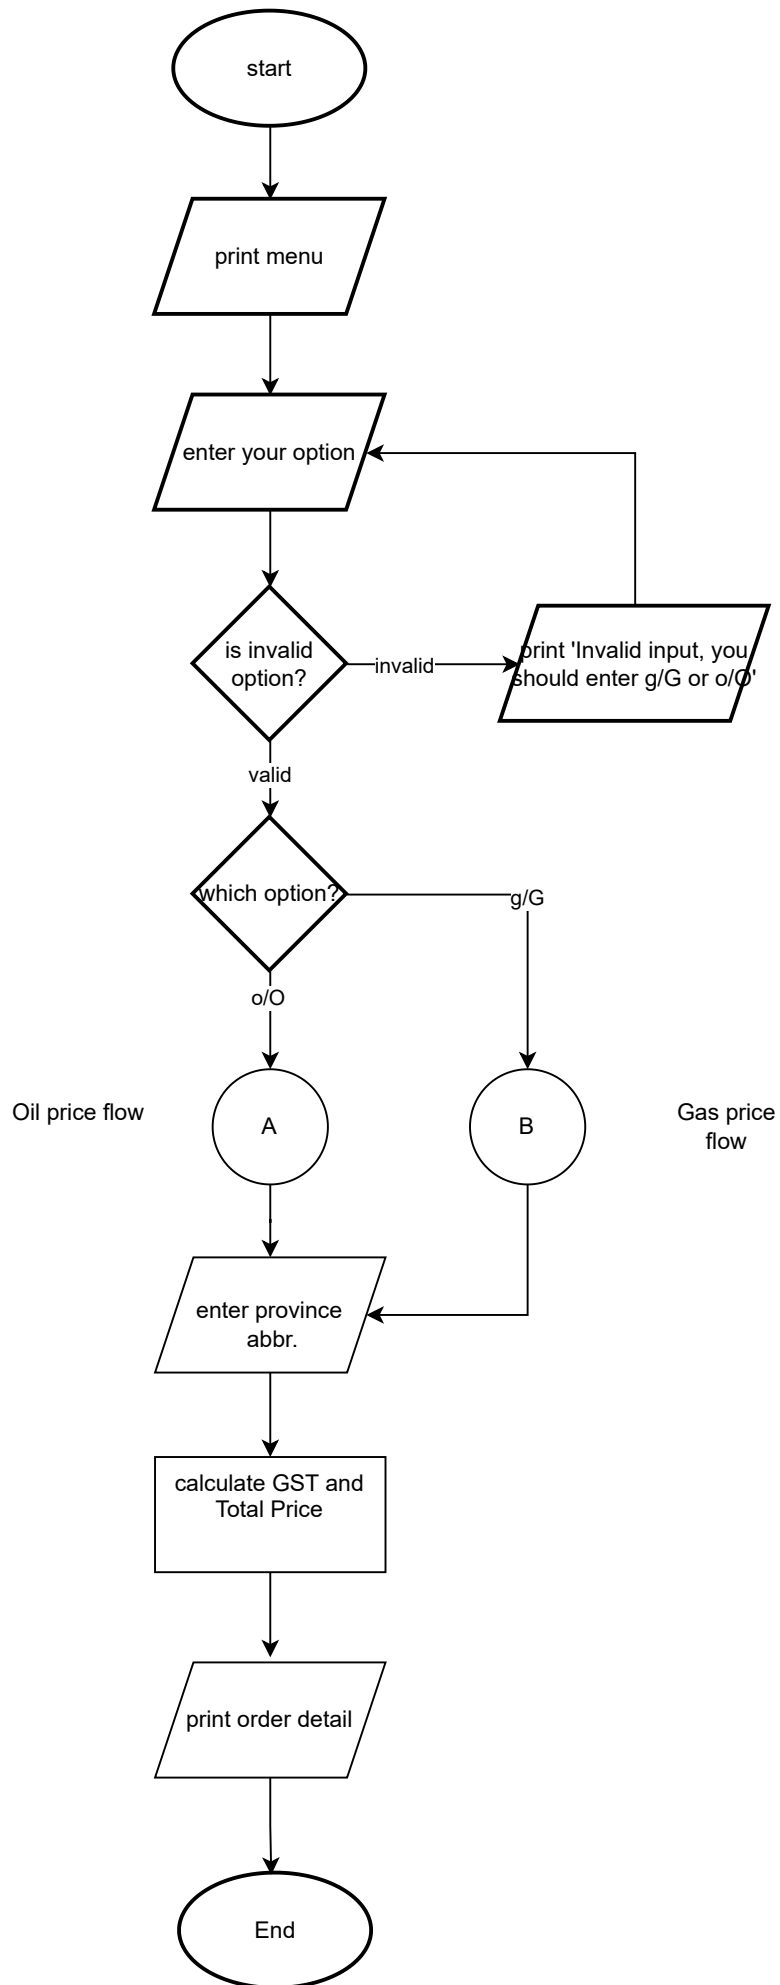 start
print menu
enter your option
is invalid
option?
invalid
print 'Invalid input, you
should enter g/G or o/O'
valid
which option?
g/G
o/O
Oil price flow
A
B
Gas price
flow
enter province
abbr.
calculate GST and
Total Price
print order detail
End